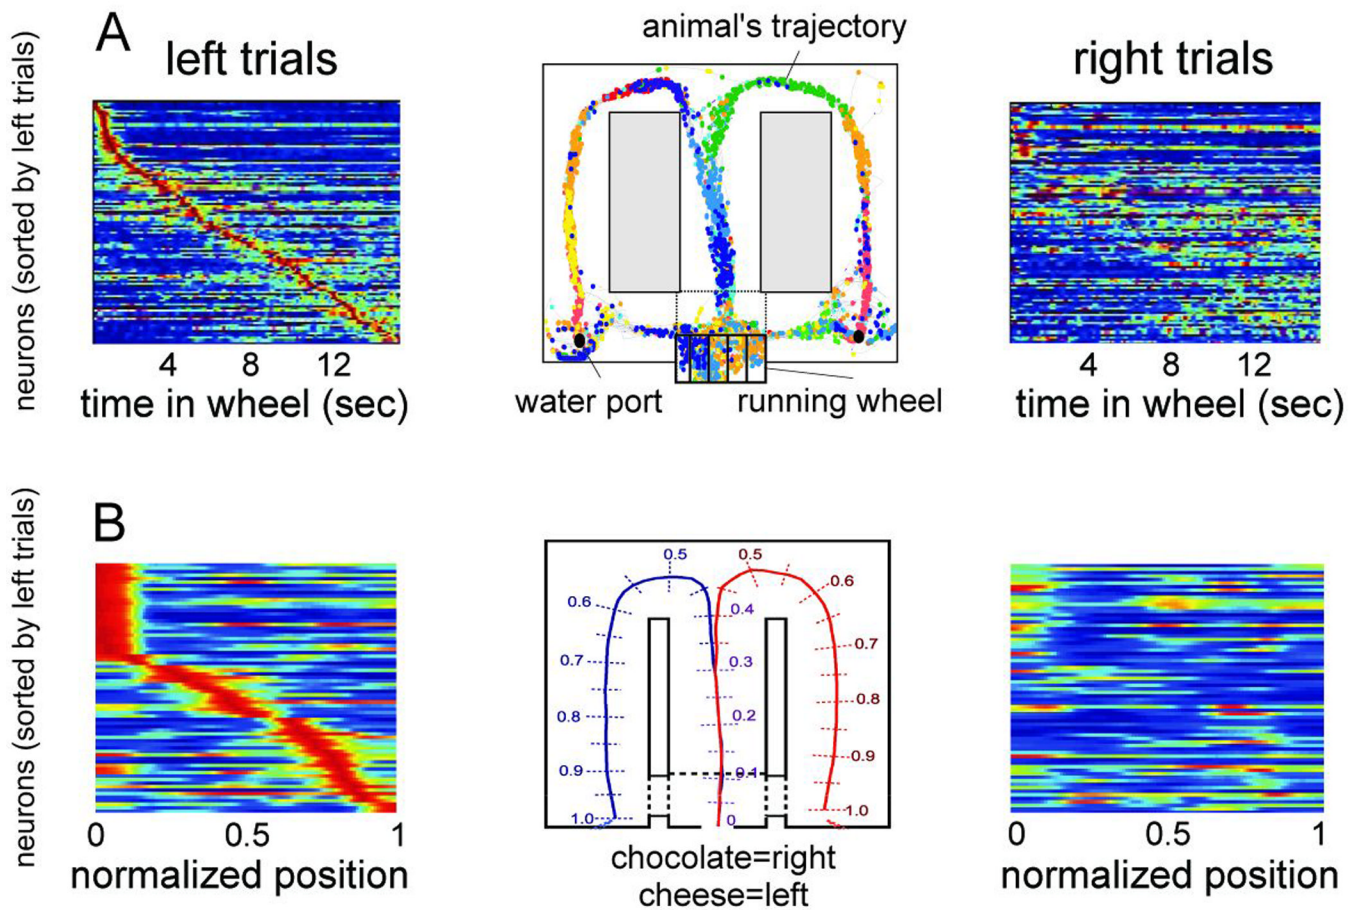 A
left trials
animal's trajectory
right trials
neurons (sorted by left trials)
4 8 12
time in wheel (sec)
water port
running wheel
4 8 12
time in wheel (sec)
B
neurons (sorted by left trials)
0 0.5 1
normalized position
0.5 0.5
0.6 0.4 0.6
0.7 0.3 0.7
0.8 0.2 0.8
0.9 0.1 0.9
1.0 0 1.0
chocolate=right
cheese=left
0 0.5 1
normalized position